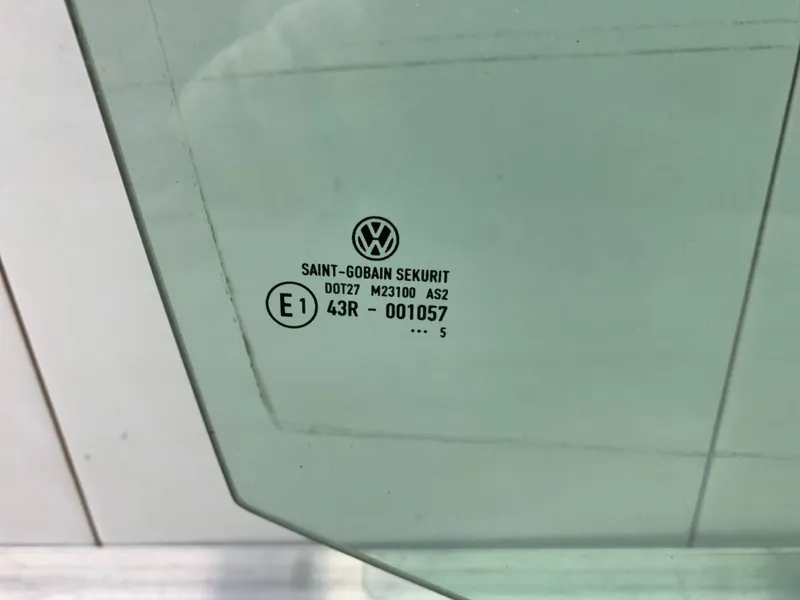 SAINT-GOBAIN SEKURIT
DOT27 M23100 AS2
E1 43R - 001057
... 5